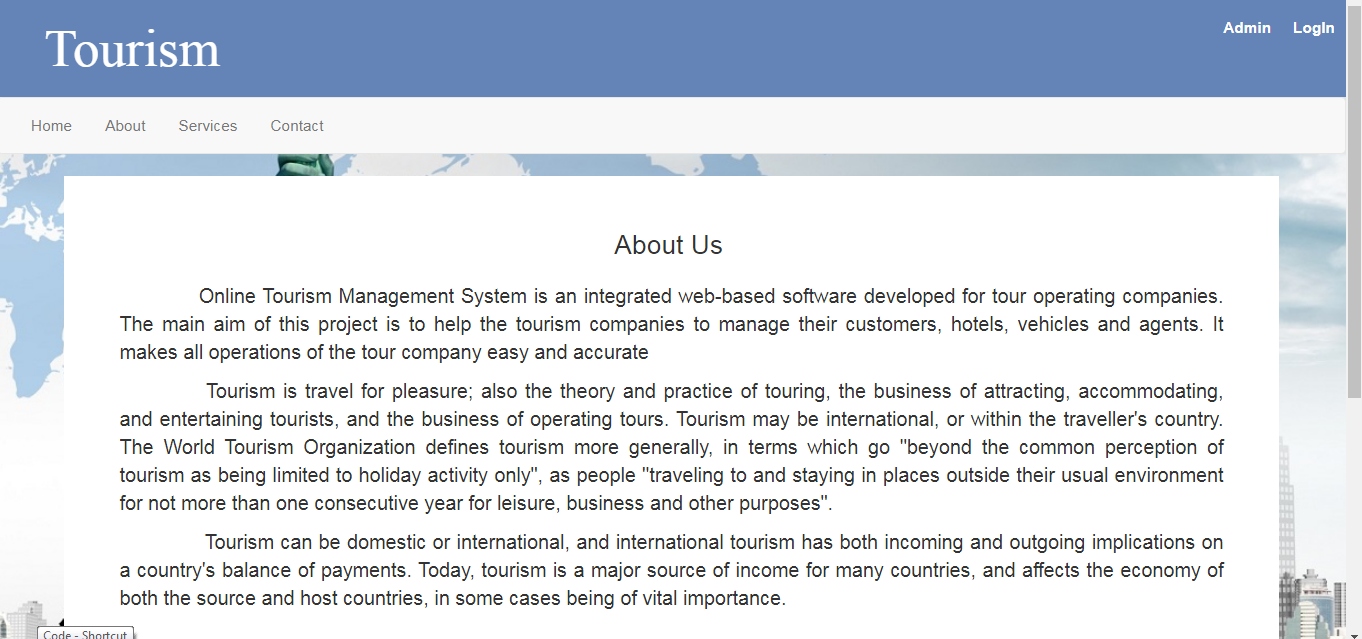 Tourism
Admin LogIn
Home About Services Contact
About Us
Online Tourism Management System is an integrated web-based software developed for tour operating companies.
The main aim of this project is to help the tourism companies to manage their customers, hotels, vehicles and agents. It
makes all operations of the tour company easy and accurate
Tourism is travel for pleasure; also the theory and practice of touring, the business of attracting, accommodating,
and entertaining tourists, and the business of operating tours. Tourism may be international, or within the traveller's country.
The World Tourism Organization defines tourism more generally, in terms which go "beyond the common perception of
tourism as being limited to holiday activity only", as people "traveling to and staying in places outside their usual environment
for not more than one consecutive year for leisure, business and other purposes".
Tourism can be domestic or international, and international tourism has both incoming and outgoing implications on
a country's balance of payments. Today, tourism is a major source of income for many countries, and affects the economy of
both the source and host countries, in some cases being of vital importance.
Code - Shortcut